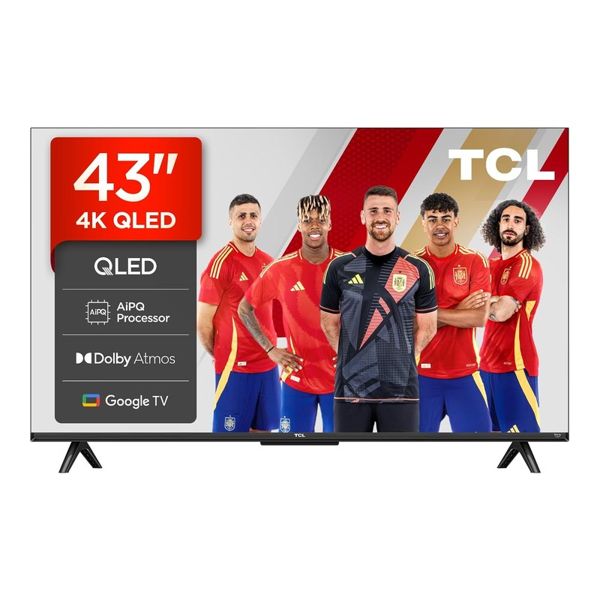 43"
4K QLED
QLED
AiPQ
AiPQ
Processor
Dolby Atmos
Google TV
TCL
TCL